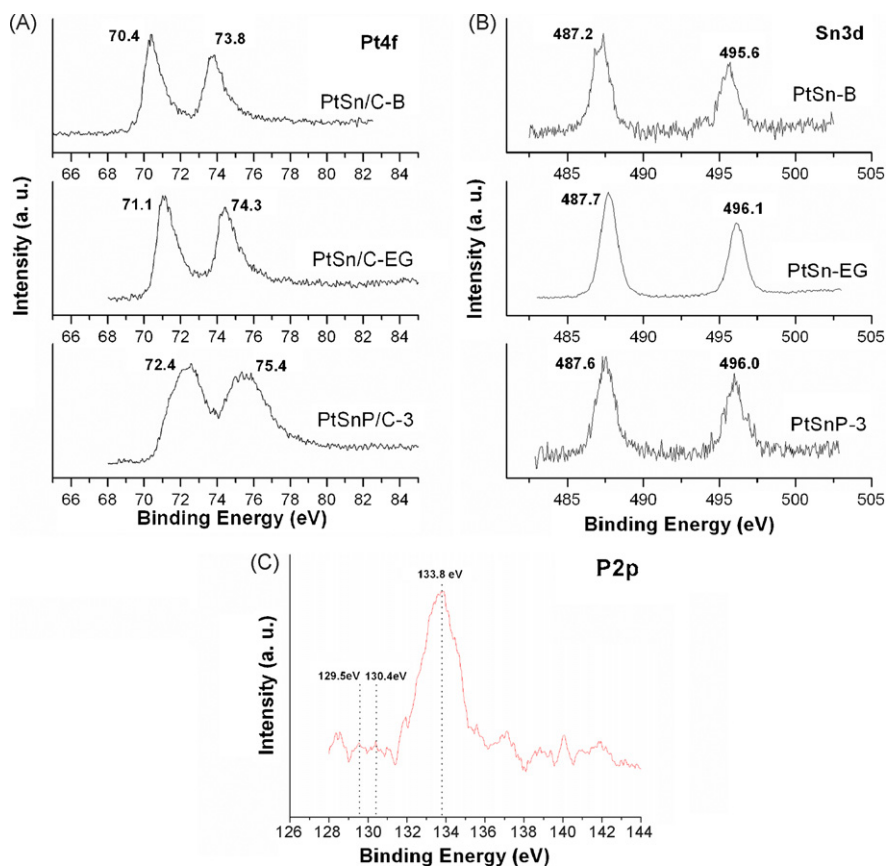 (A)
70.4 73.8 Pt4f
PtSn/C-B
66 68 70 72 74 76 78 80 82 84
71.1 74.3
PtSn/C-EG
66 68 70 72 74 76 78 80 82 84
72.4 75.4
PtSnP/C-3
66 68 70 72 74 76 78 80 82 84
Binding Energy (eV)
Intensity (a. u.)
(B)
487.2 495.6 Sn3d
PtSn-B
485 490 495 500 505
487.7 496.1
PtSn-EG
485 490 495 500 505
487.6 496.0
PtSnP-3
485 490 495 500 505
Binding Energy (eV)
Intensity (a. u.)
(C)
P2p
133.8 eV
129.5eV 130.4eV
126 128 130 132 134 136 138 140 142 144
Binding Energy (eV)
Intensity (a. u.)